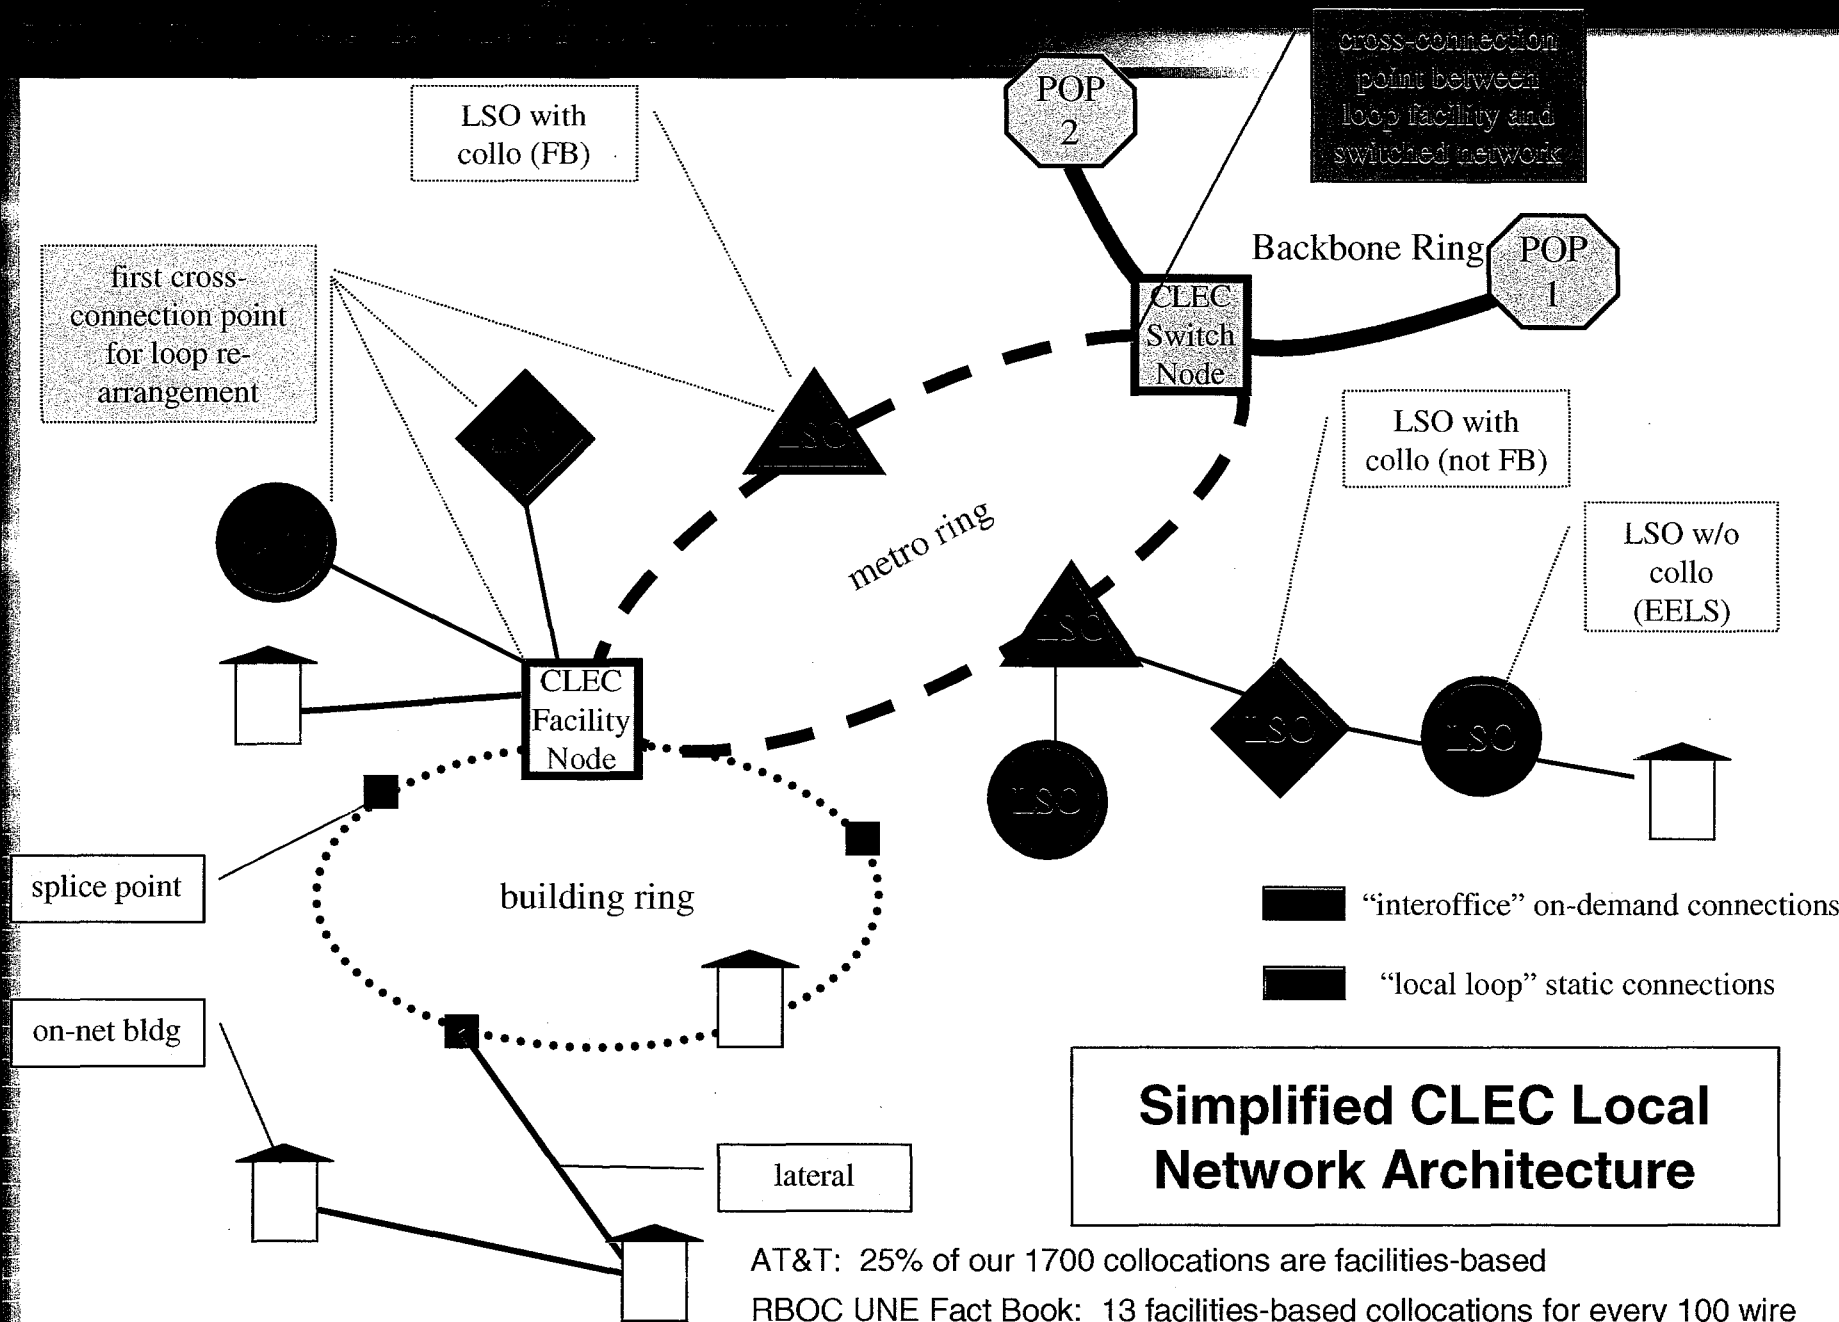 cross-connection
point between
loop facility and
switched network
POP
2
LSO with
collo (FB)
Backbone Ring
POP
1
first cross-
connection point
for loop re-
arrangement
CLEC
Switch
Node
LSO
LSO with
collo (not FB)
metro ring
LSO w/o
collo
(EELS)
LSO
CLEC
Facility
Node
LSO
LSO
LSO
splice point
building ring
"interoffice" on-demand connections
"local loop" static connections
on-net bldg
Simplified CLEC Local
Network Architecture
lateral
AT&T: 25% of our 1700 collocations are facilities-based
RBOC UNE Fact Book: 13 facilities-based collocations for every 100 wire